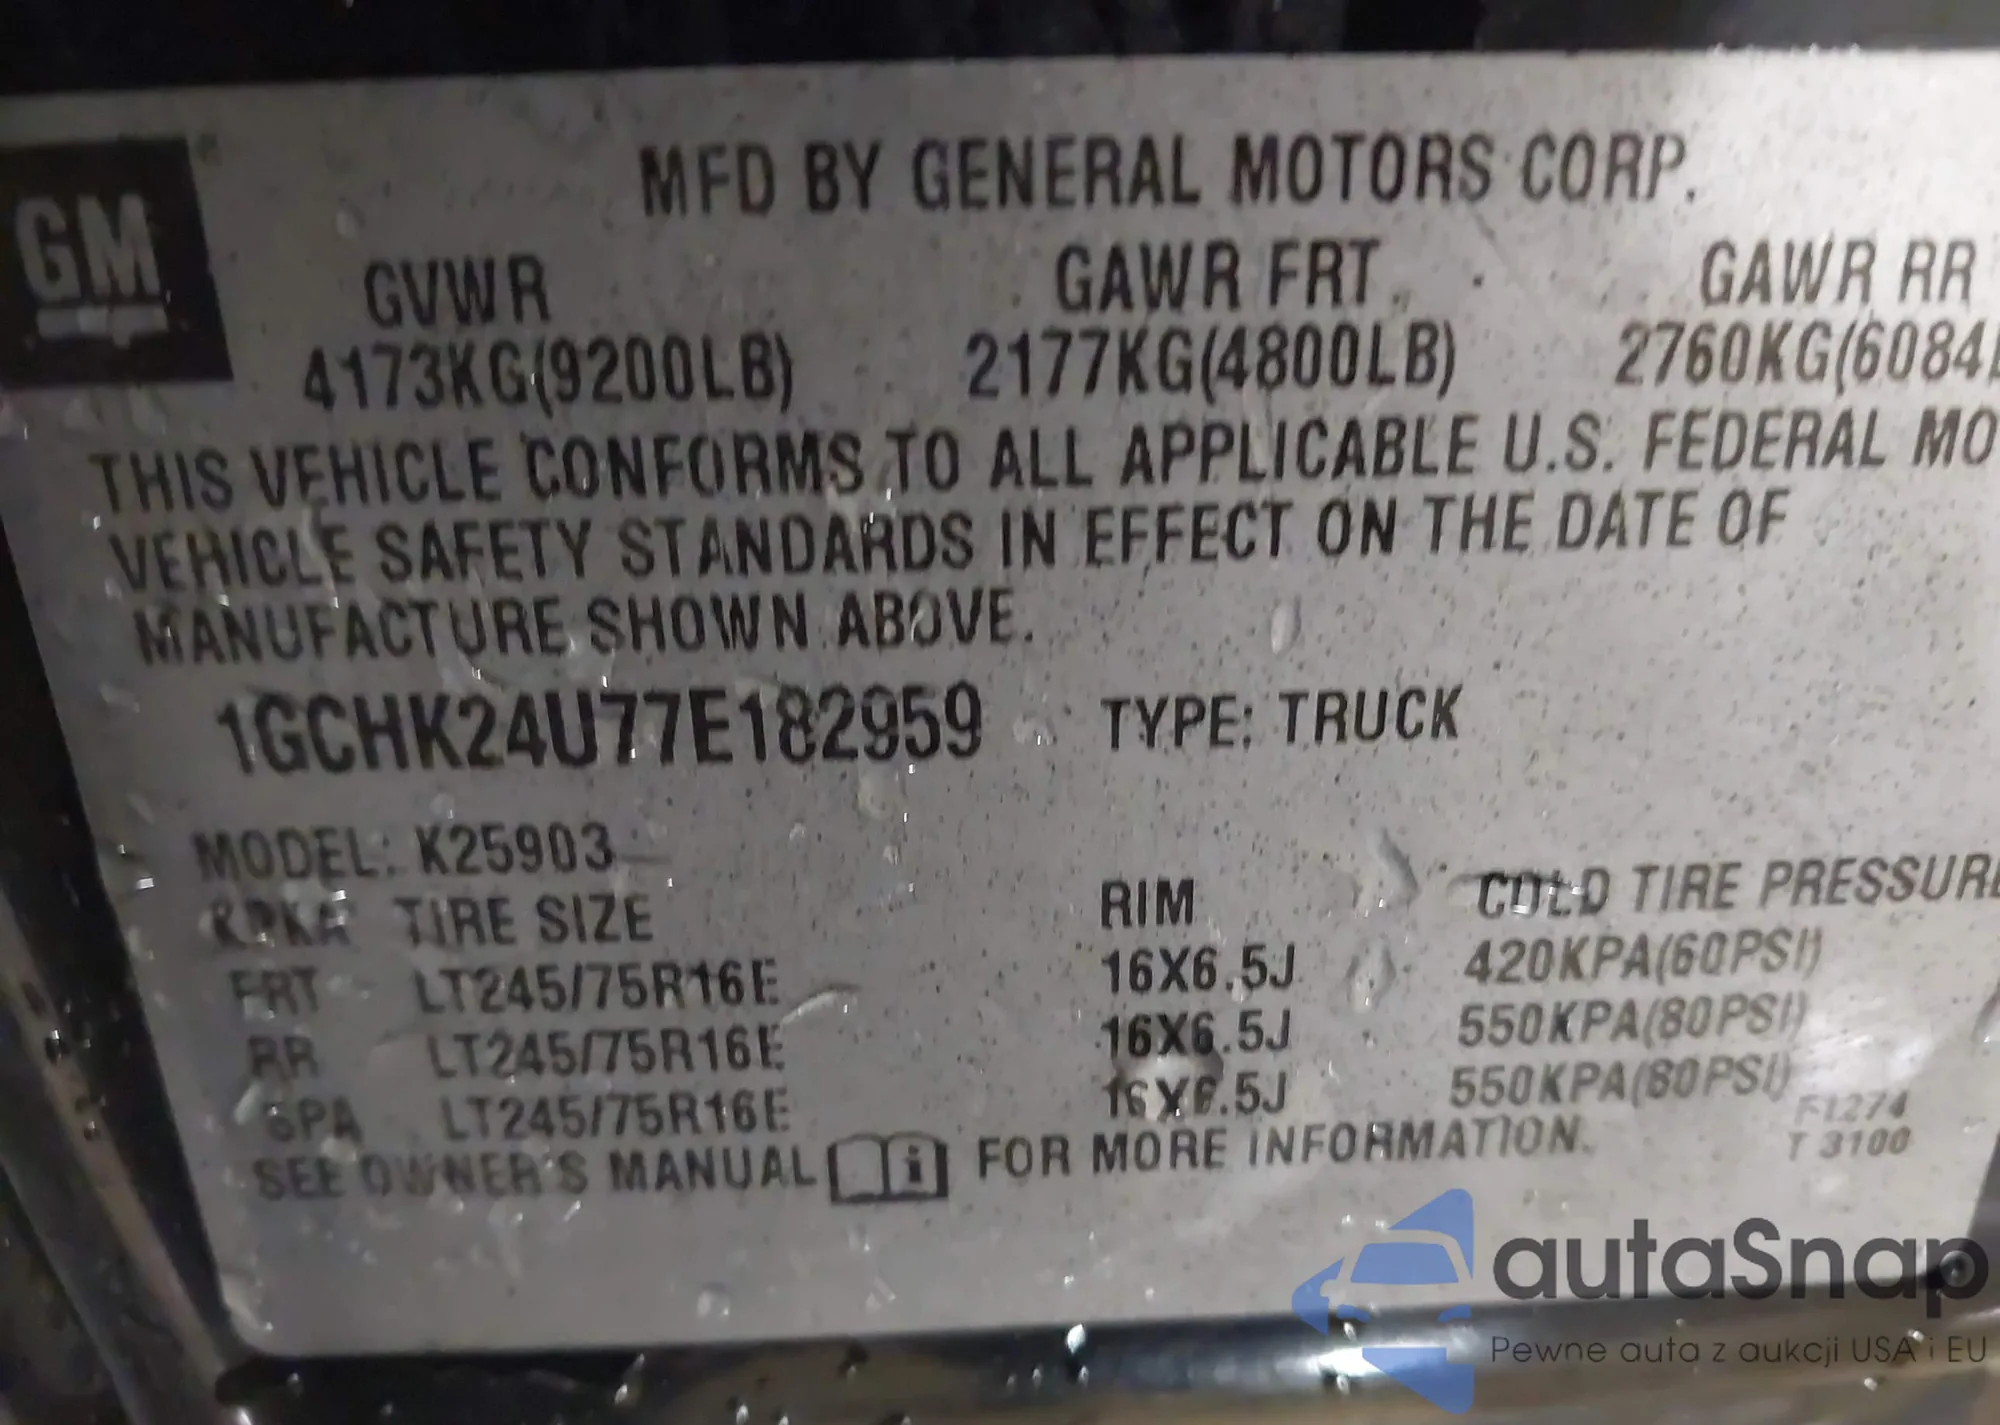 GM
MFD BY GENERAL MOTORS CORP.
GVWR GAWR FRT GAWR RR
4173KG(9200LB) 2177KG(4800LB) 2760KG(6084
THIS VEHICLE CONFORMS TO ALL APPLICABLE U.S. FEDERAL MO
VEHICLE SAFETY STANDARDS IN EFFECT ON THE DATE OF
MANUFACTURE SHOWN ABOVE.
1GCHK24U77E182959 TYPE: TRUCK
MODEL: K25903
TIRE SIZE RIM COLD TIRE PRESSURE
FRT LT245/75R16E 16X6.5J 420KPA(60PSI)
RR LT245/75R16E 16X6.5J 550KPA(80PSI)
SPA LT245/75R16E 16X6.5J 550KPA(80PSI)
F1274
T 3100
SEE OWNER'S MANUAL i FOR MORE INFORMATION.
autaSnap
Pewne auta z aukcji USA i EU